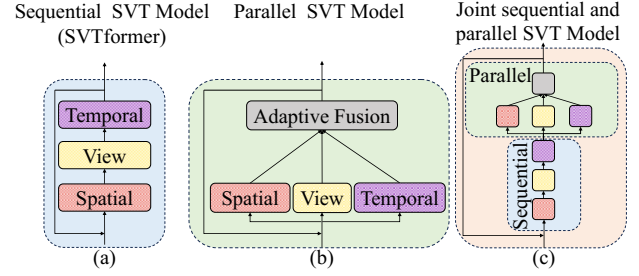 Sequential SVT Model
(SVTformer)
Temporal
View
Spatial
(a)
Parallel SVT Model
Adaptive Fusion
Spatial View Temporal
(b)
Joint sequential and
parallel SVT Model
Parallel
Sequential
(c)